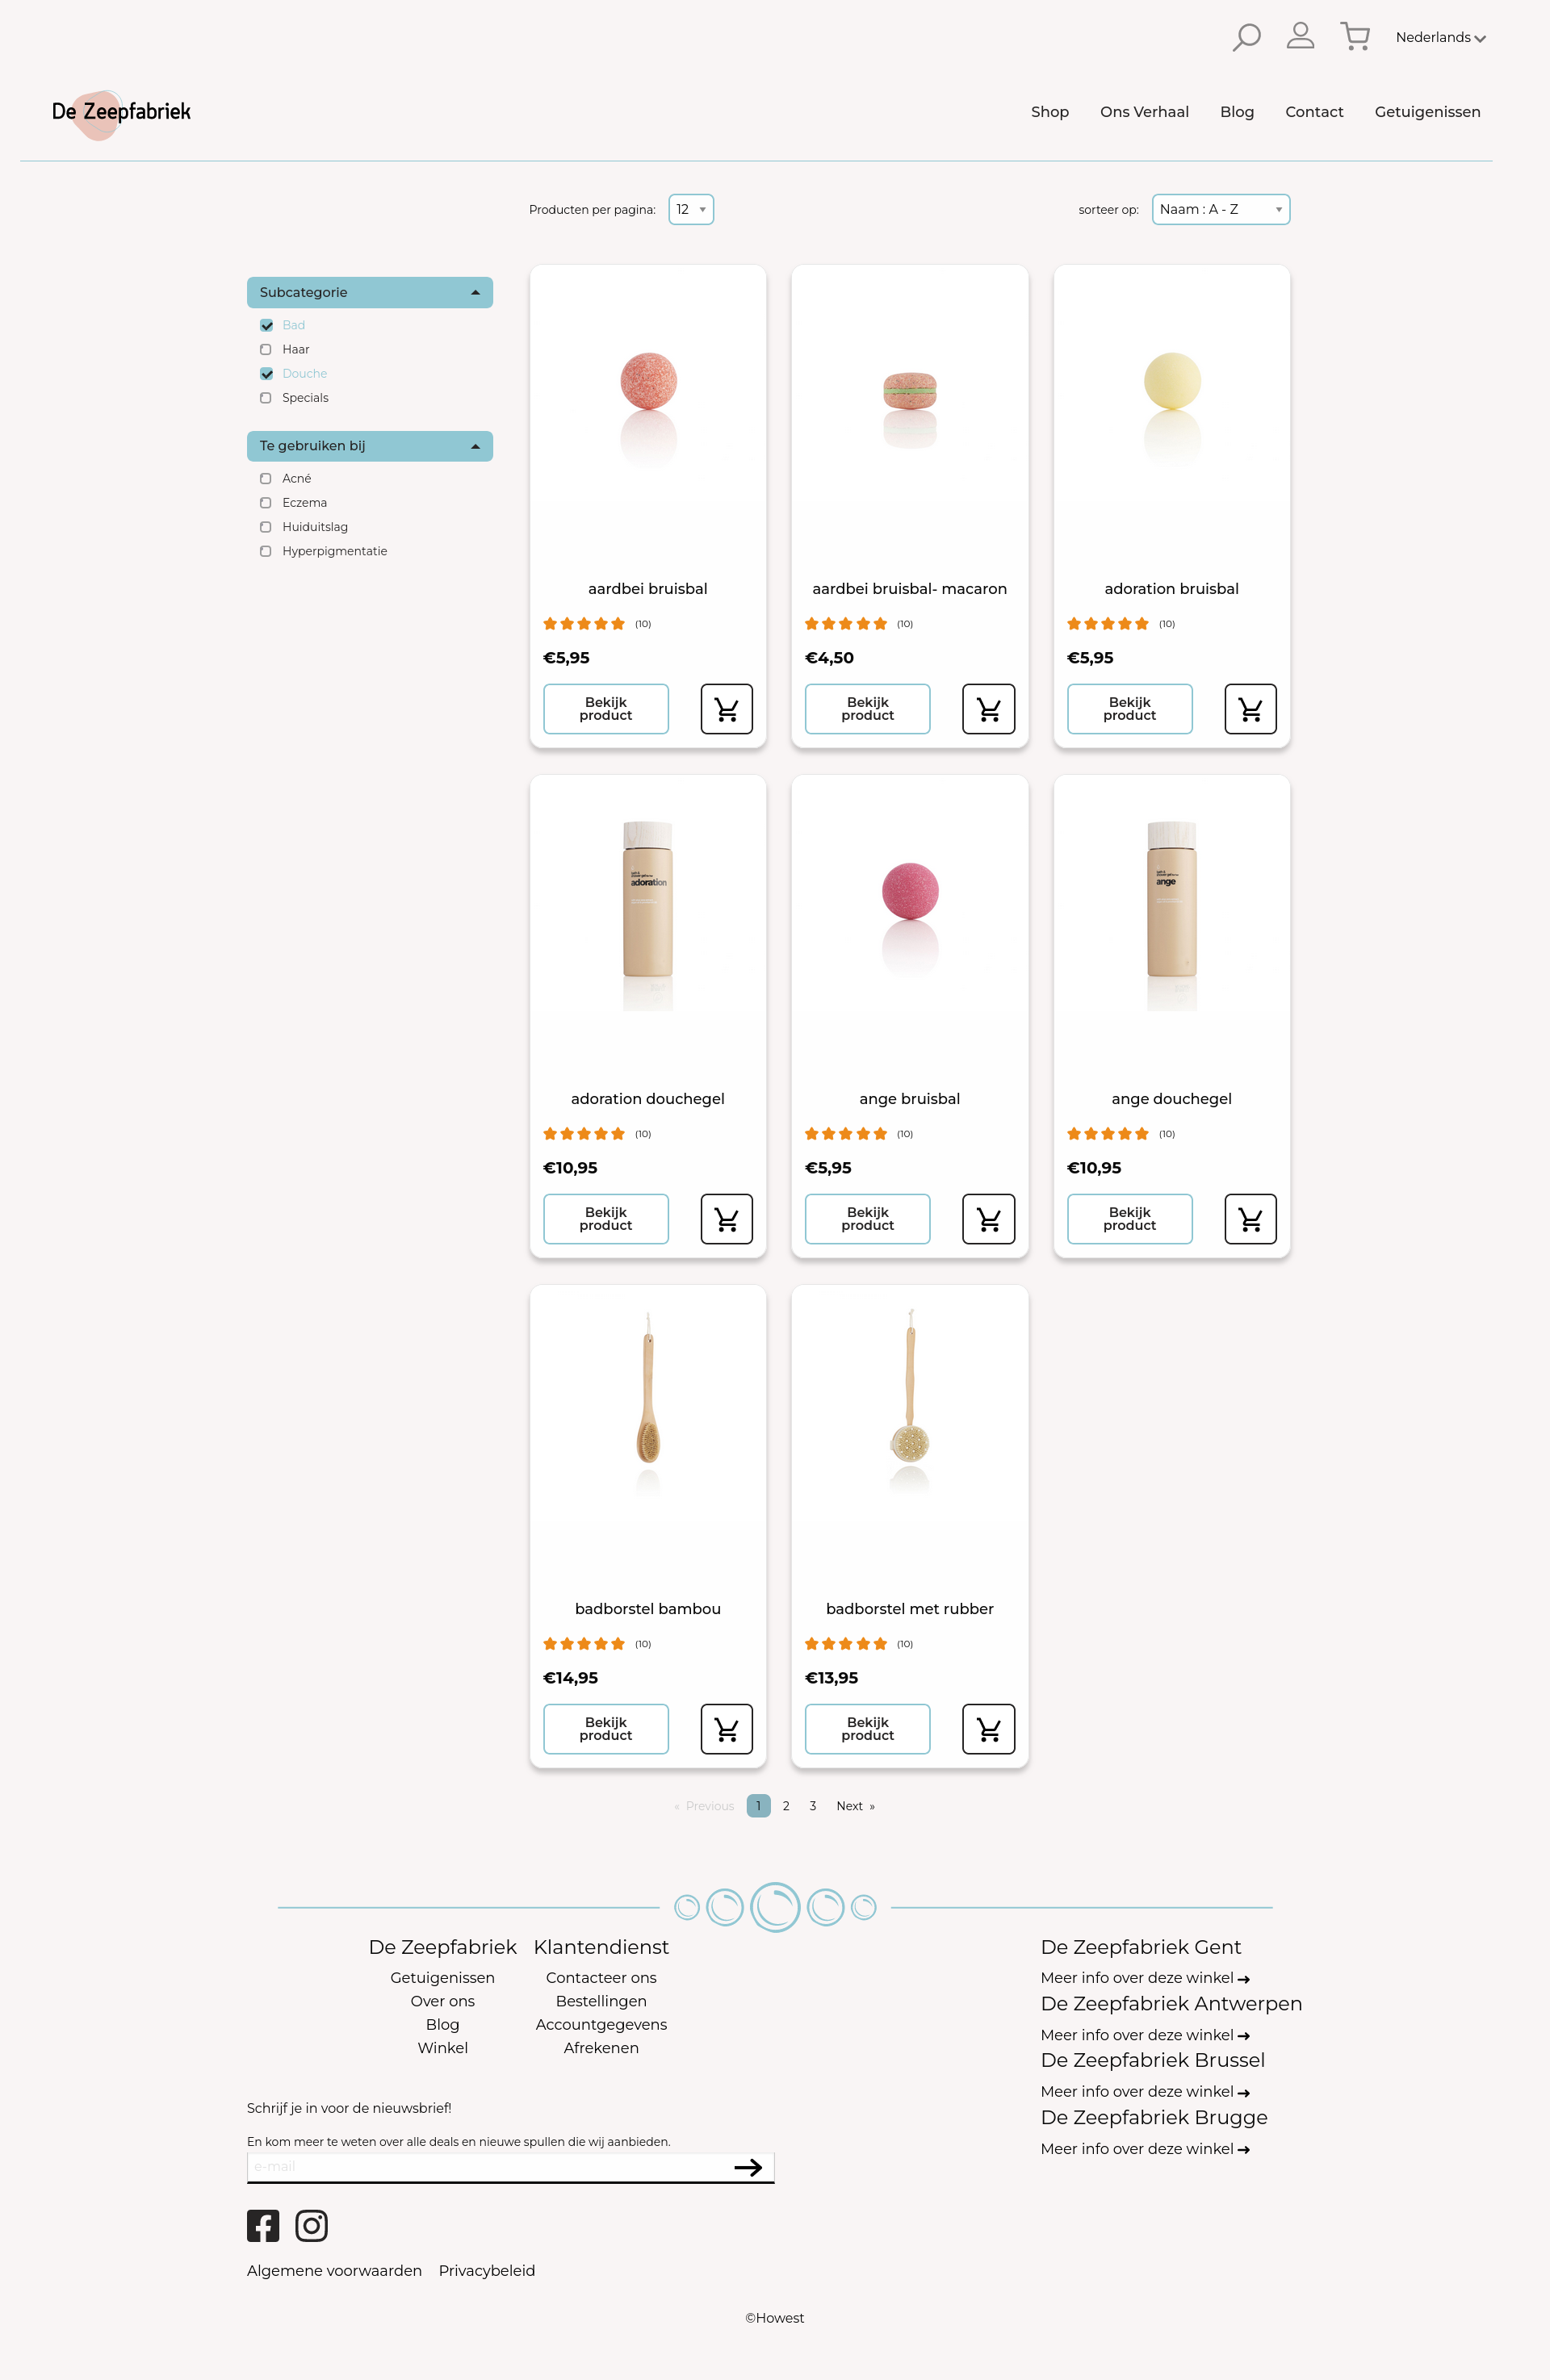 Nederlands
De Zeepfabriek
Shop Ons Verhaal Blog Contact Getuigenissen
Producten per pagina: 12 sorteer op: Naam : A - Z
Subcategorie
Bad
Haar
Douche
Specials
Te gebruiken bij
Acné
Eczema
Huiduitslag
Hyperpigmentatie
aardbei bruisbal
(10)
€5,95
Bekijk
product
aardbei bruisbal- macaron
(10)
€4,50
Bekijk
product
adoration bruisbal
(10)
€5,95
Bekijk
product
adoration
adoration douchegel
(10)
€10,95
Bekijk
product
ange bruisbal
(10)
€5,95
Bekijk
product
ange
ange douchegel
(10)
€10,95
Bekijk
product
badborstel bambou
(10)
€14,95
Bekijk
product
badborstel met rubber
(10)
€13,95
Bekijk
product
« Previous 1 2 3 Next »
De Zeepfabriek
Getuigenissen
Over ons
Blog
Winkel
Klantendienst
Contacteer ons
Bestellingen
Accountgegevens
Afrekenen
De Zeepfabriek Gent
Meer info over deze winkel
De Zeepfabriek Antwerpen
Meer info over deze winkel
De Zeepfabriek Brussel
Meer info over deze winkel
De Zeepfabriek Brugge
Meer info over deze winkel
Schrijf je in voor de nieuwsbrief!
En kom meer te weten over alle deals en nieuwe spullen die wij aanbieden.
e-mail
Algemene voorwaarden Privacybeleid
©Howest